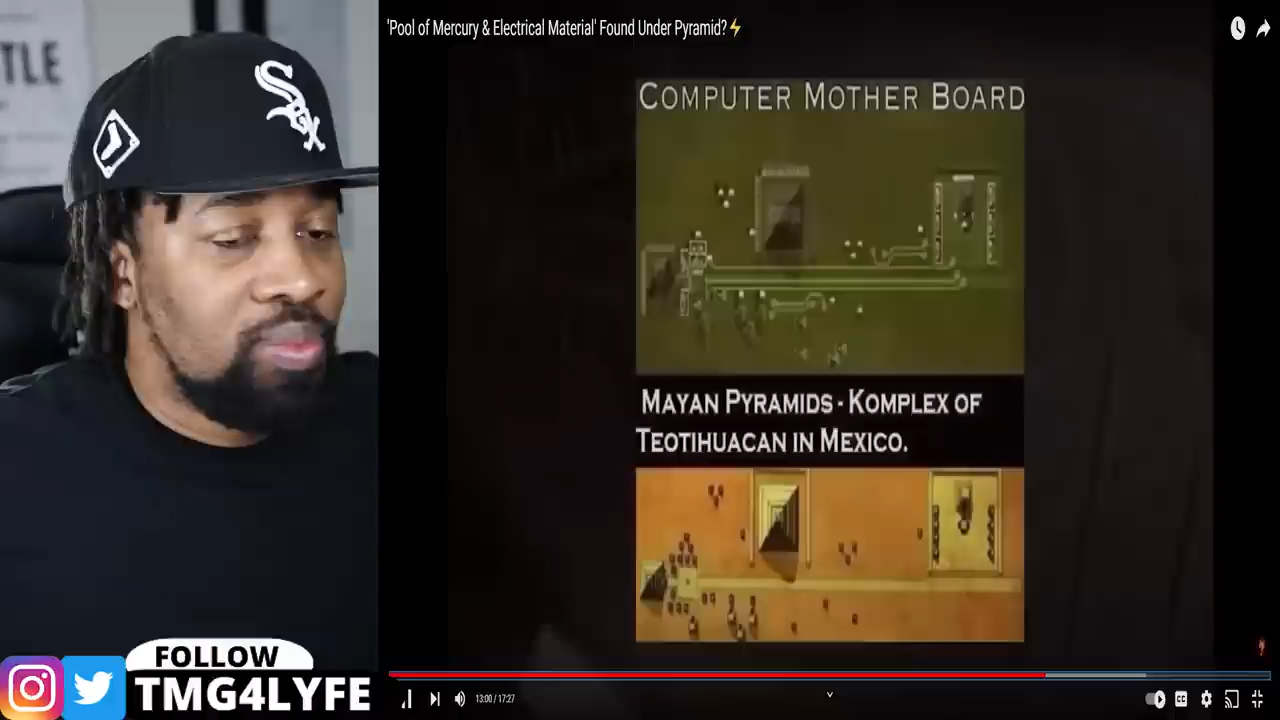 TLE
Sox
'Pool of Mercury & Electrical Material' Found Under Pyramid?⚡
COMPUTER MOTHER BOARD
MAYAN PYRAMIDS - KOMPLEX OF
TEOTIHUACAN IN MEXICO.
FOLLOW
TMG4LYFE
13:00 / 17:27
CC